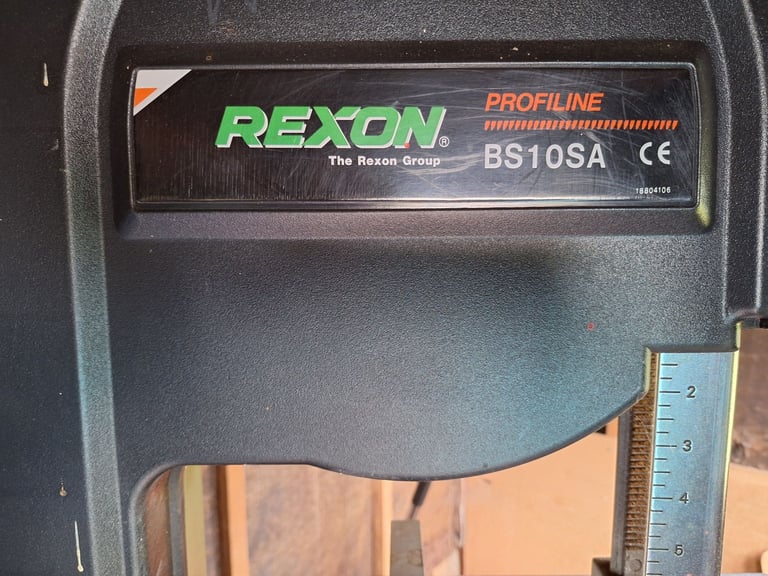 REXON®
The Rexon Group
PROFILINE
BS10SA CE
18804106
2
3
4
5